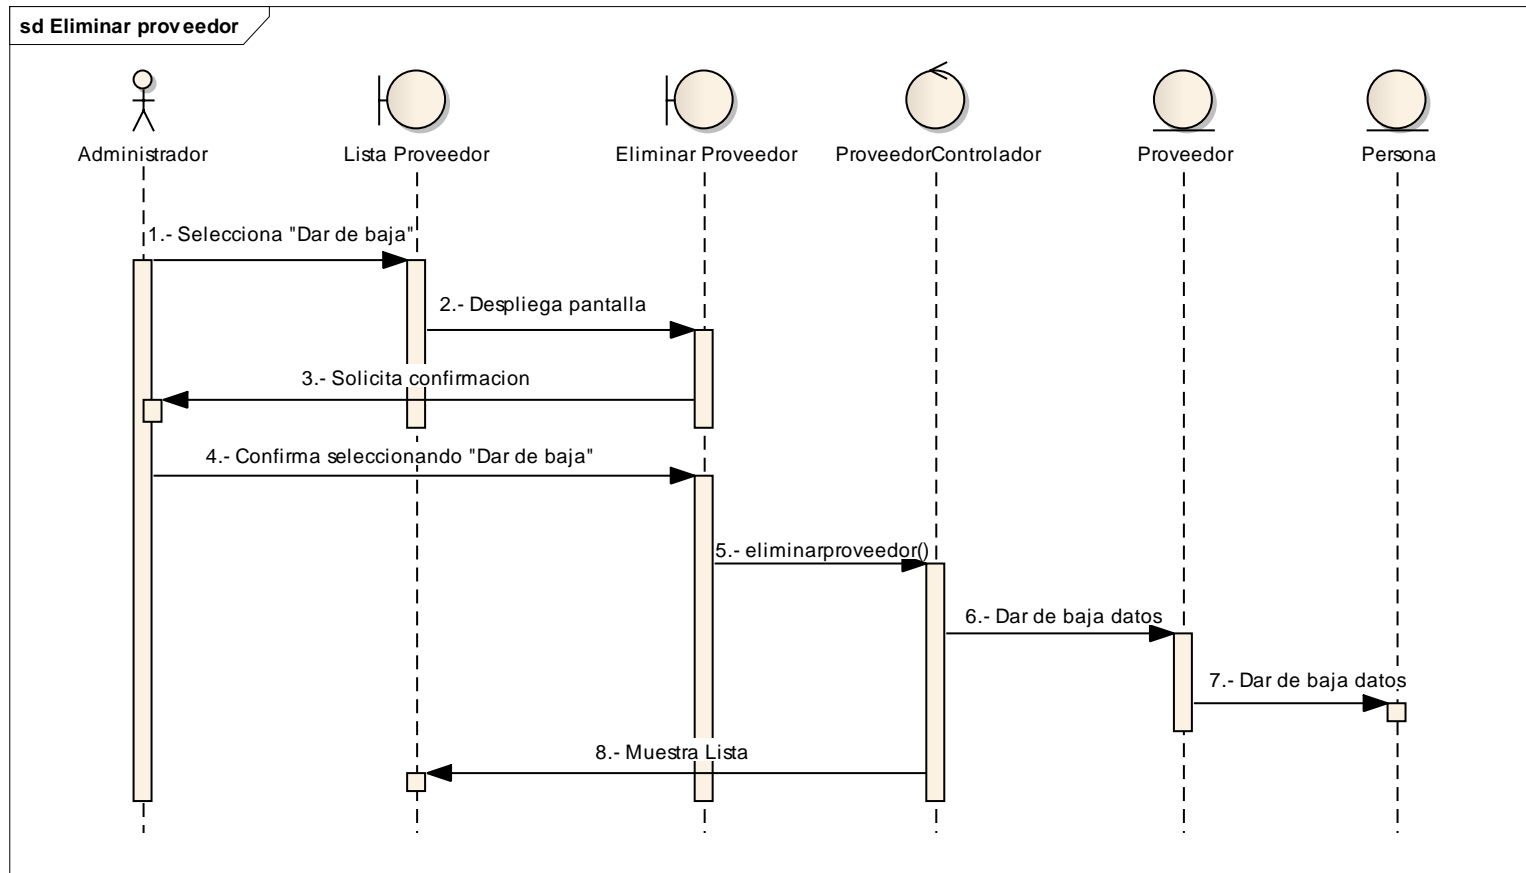 sd Eliminar proveedor
Administrador
Lista Proveedor
Eliminar Proveedor
ProveedorControlador
Proveedor
Persona
1.- Selecciona "Dar de baja"
2.- Despliega pantalla
3.- Solicita confirmacion
4.- Confirma seleccionando "Dar de baja"
5.- eliminarproveedor()
6.- Dar de baja datos
7.- Dar de baja datos
8.- Muestra Lista